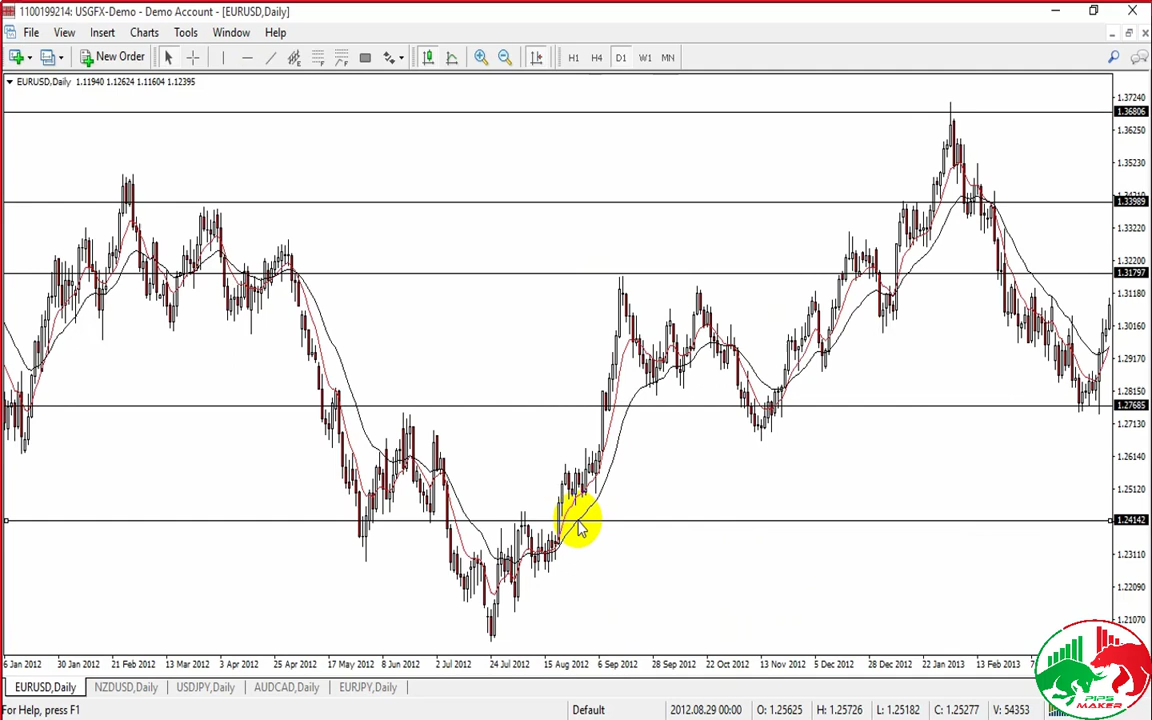 1100199214: USGFX-Demo - Demo Account - [EURUSD,Daily]
File View Insert Charts Tools Window Help
New Order H1 H4 D1 W1 MN
EURUSD,Daily 1.11940 1.12624 1.11604 1.12395
1.37240
1.36806
1.36250
1.35230
1.33989
1.33220
1.32200
1.31797
1.31180
1.30160
1.29170
1.28150
1.27685
1.27130
1.26140
1.25120
1.24142
1.23110
1.22090
1.21070
6 Jan 2012 30 Jan 2012 21 Feb 2012 13 Mar 2012 3 Apr 2012 25 Apr 2012 17 May 2012 8 Jun 2012 2 Jul 2012 24 Jul 2012 15 Aug 2012 6 Sep 2012 28 Sep 2012 22 Oct 2012 13 Nov 2012 5 Dec 2012 28 Dec 2012 22 Jan 2013 13 Feb 2013
EURUSD,Daily NZDUSD,Daily USDJPY,Daily AUDCAD,Daily EURJPY,Daily
PIPS
MAKER
For Help, press F1 Default 2012.08.29 00:00 O: 1.25625 H: 1.25726 L: 1.25182 C: 1.25277 V: 54353